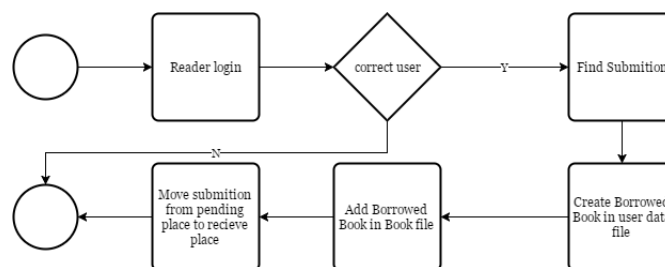 Reader login
correct user
Y
Find Submition
N
Move submition
from pending
place to recieve
place
Add Borrowed
Book in Book file
Create Borrowed
Book in user data
file